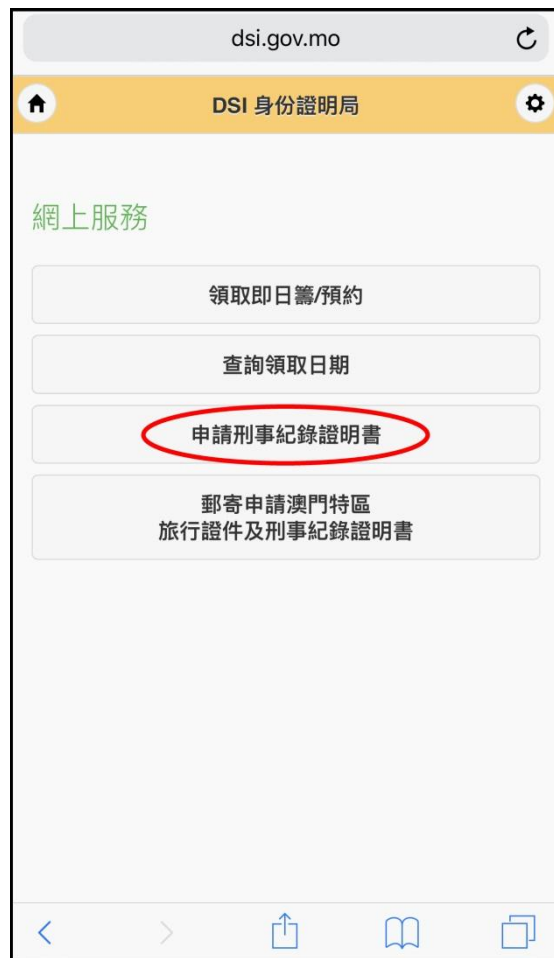 dsi.gov.mo
DSI 身份證明局
網上服務
領取即日籌/預約
查詢領取日期
申請刑事紀錄證明書
郵寄申請澳門特區
旅行證件及刑事紀錄證明書